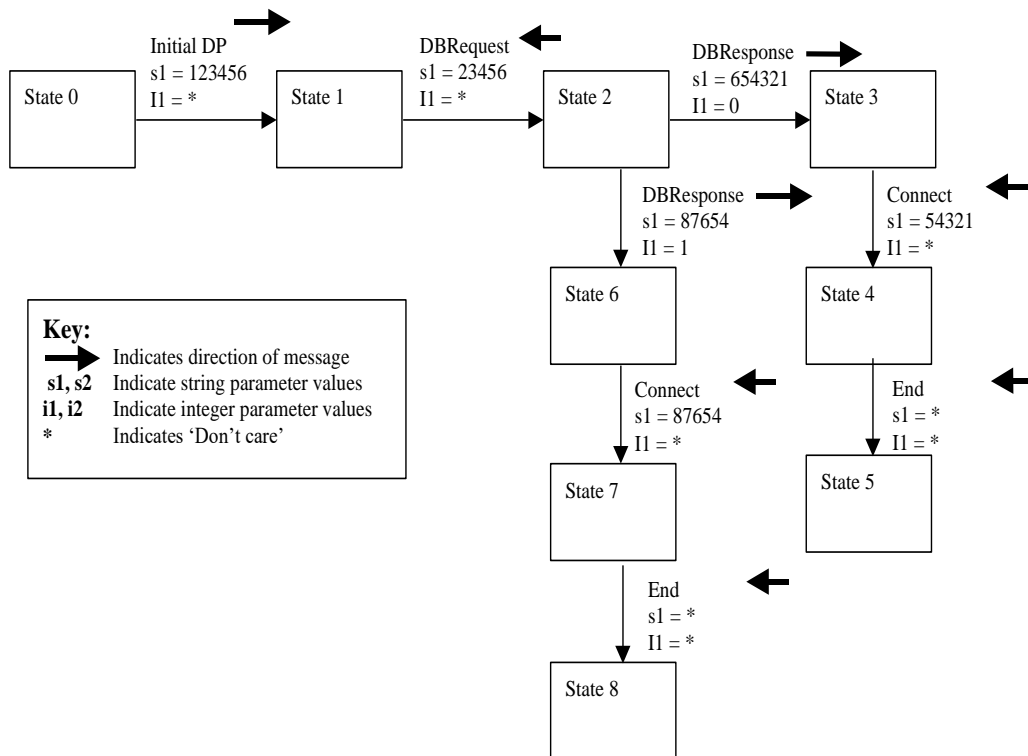 Initial DP
s1 = 123456
I1 = *
DBRequest
s1 = 23456
I1 = *
DBResponse
s1 = 654321
I1 = 0
State 0
State 1
State 2
State 3
DBResponse
s1 = 87654
I1 = 1
Connect
s1 = 54321
I1 = *
State 6
State 4
Key:
Indicates direction of message
s1, s2 Indicate string parameter values
i1, i2 Indicate integer parameter values
* Indicates ‘Don’t care’
Connect
s1 = 87654
I1 = *
End
s1 = *
I1 = *
State 7
State 5
End
s1 = *
I1 = *
State 8